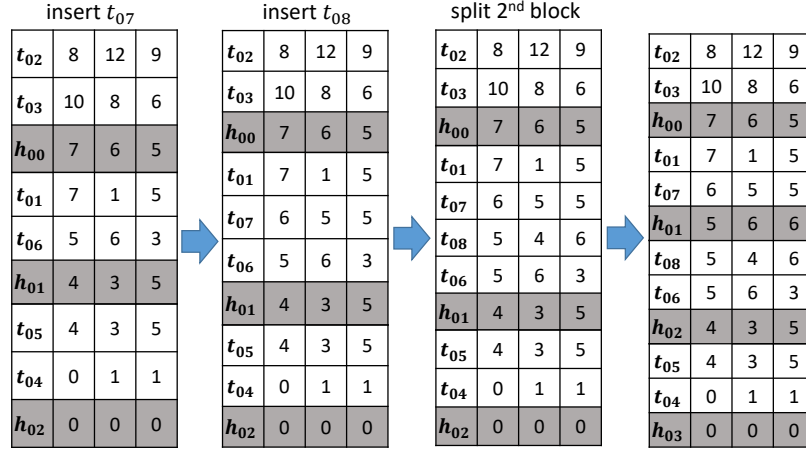 insert t07
t02 8 12 9
t03 10 8 6
h00 7 6 5
t01 7 1 5
t06 5 6 3
h01 4 3 5
t05 4 3 5
t04 0 1 1
h02 0 0 0
insert t08
t02 8 12 9
t03 10 8 6
h00 7 6 5
t01 7 1 5
t07 6 5 5
t06 5 6 3
h01 4 3 5
t05 4 3 5
t04 0 1 1
h02 0 0 0
split 2nd block
t02 8 12 9
t03 10 8 6
h00 7 6 5
t01 7 1 5
t07 6 5 5
t08 5 4 6
t06 5 6 3
h01 4 3 5
t05 4 3 5
t04 0 1 1
h02 0 0 0
t02 8 12 9
t03 10 8 6
h00 7 6 5
t01 7 1 5
t07 6 5 5
h01 5 6 6
t08 5 4 6
t06 5 6 3
h02 4 3 5
t05 4 3 5
t04 0 1 1
h03 0 0 0